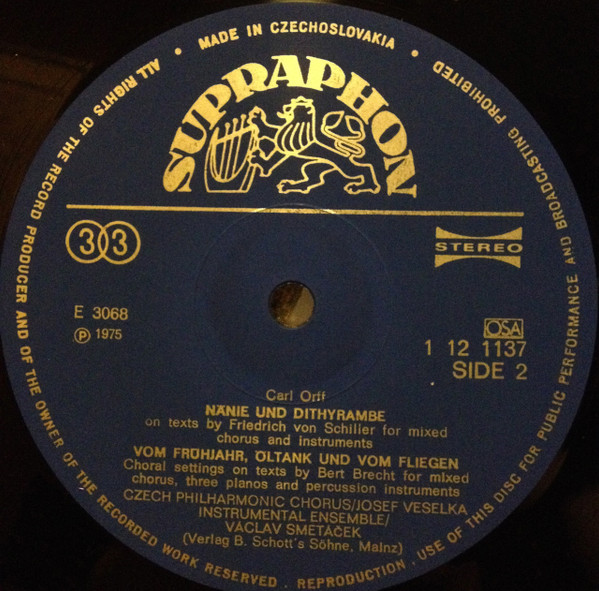 ALL RIGHTS OF THE RECORD PRODUCER AND OF THE OWNER OF THE RECORDED WORK RESERVED . REPRODUCTION . USE OF THIS DISC FOR PUBLIC PERFORMANCE AND BROADCASTING PROHIBITED
• MADE IN CZECHOSLOVAKIA •
SUPRAPHON
33
STEREO
E 3068
Ⓟ 1975
OSA
1 12 1137
SIDE 2
Carl Orff
NÄNIE UND DITHYRAMBE
on texts by Friedrich von Schiller for mixed
chorus and instruments
VOM FRÜHJAHR, ÖLTANK UND VOM FLIEGEN
Choral settings on texts by Bert Brecht for mixed
chorus, three pianos and percussion instruments
CZECH PHILHARMONIC CHORUS/JOSEF VESELKA
INSTRUMENTAL ENSEMBLE/
VÁCLAV SMETÁČEK
(Verlag B. Schott's Söhne, Mainz)